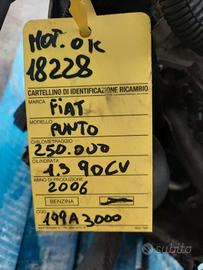 MOT. OK
18228
CARTELLINO DI IDENTIFICAZIONE RICAMBIO
MARCA
FIAT
MODELLO
PUNTO
CHILOMETRAGGIO
250.000
CILINDRATA
1.3 90CV
ANNO DI PRODUZIONE
2006
BENZINA
199A3000
subito